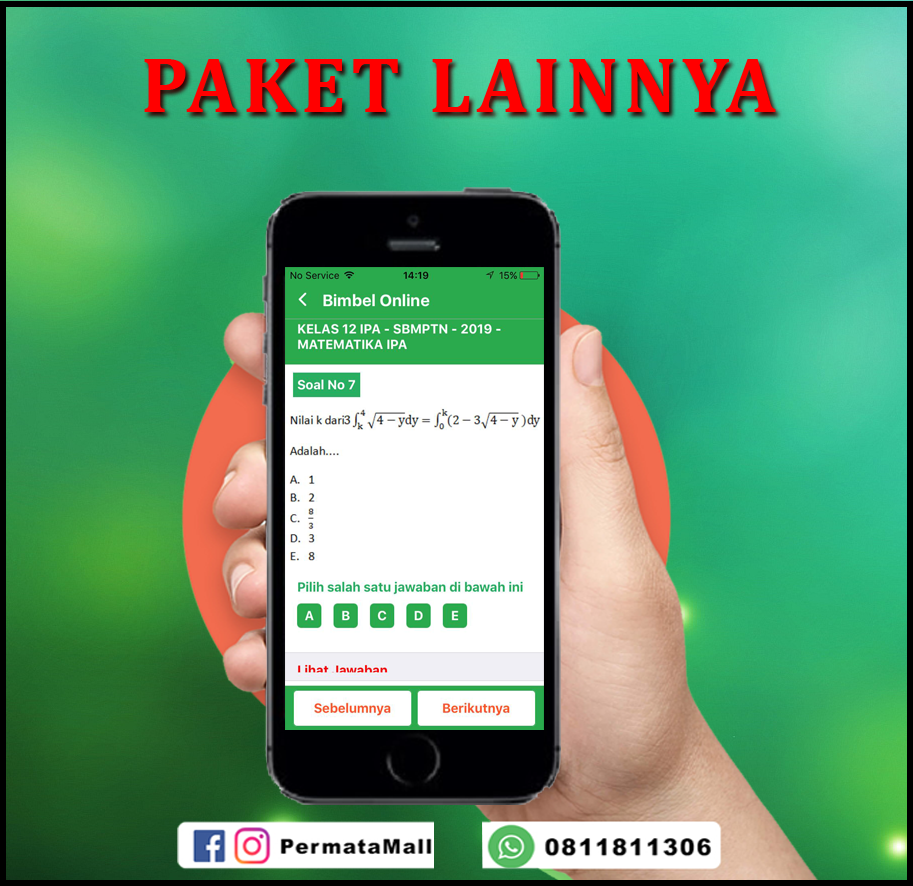 PAKET LAINNYA
No Service 14:19 15%
Bimbel Online
KELAS 12 IPA - SBMPTN - 2019 -
MATEMATIKA IPA
Soal No 7
Nilai k dari3 ∫ₖ⁴ √(4 − y)dy = ∫₀ᵏ(2 − 3√(4 − y) )dy
Adalah....
A. 1
B. 2
C. 8/3
D. 3
E. 8
Pilih salah satu jawaban di bawah ini
A B C D E
Lihat Jawaban
Sebelumnya Berikutnya
PermataMall 0811811306